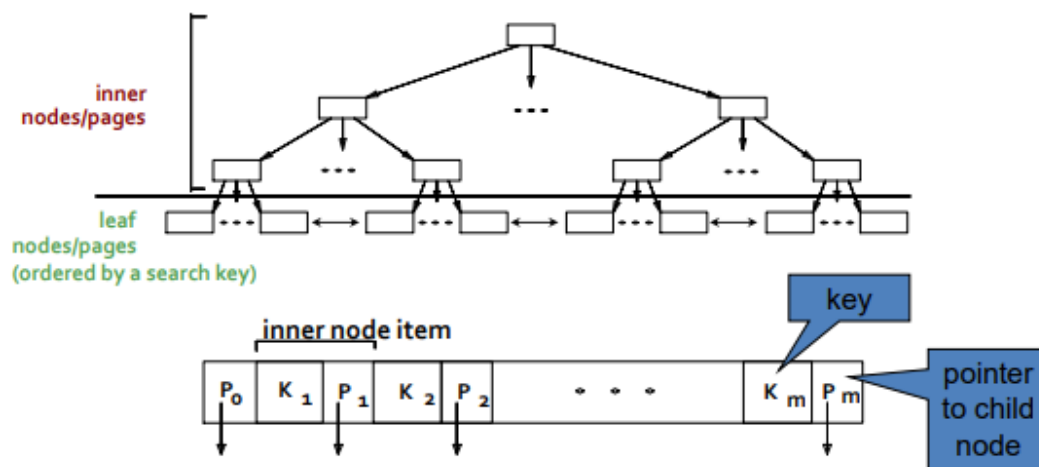 inner
nodes/pages
leaf
nodes/pages
(ordered by a search key)
key
inner node item
P0 K1 P1 K2 P2 Km Pm
pointer
to child
node